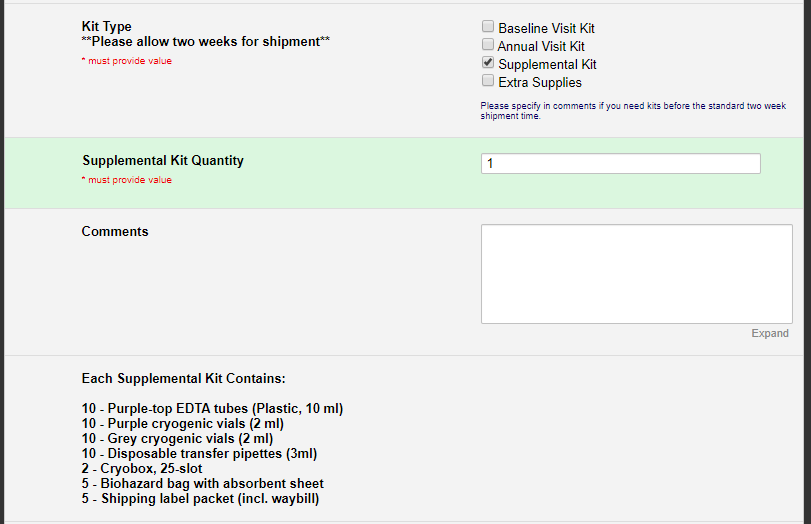 Kit Type
**Please allow two weeks for shipment**
* must provide value
Baseline Visit Kit
Annual Visit Kit
Supplemental Kit
Extra Supplies
Please specify in comments if you need kits before the standard two week
shipment time.
Supplemental Kit Quantity
* must provide value
1
Comments
Expand
Each Supplemental Kit Contains:
10 - Purple-top EDTA tubes (Plastic, 10 ml)
10 - Purple cryogenic vials (2 ml)
10 - Grey cryogenic vials (2 ml)
10 - Disposable transfer pipettes (3ml)
2 - Cryobox, 25-slot
5 - Biohazard bag with absorbent sheet
5 - Shipping label packet (incl. waybill)